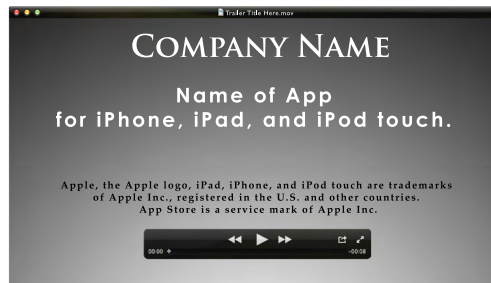 Trailer Title Here.mov
COMPANY NAME
Name of App
for iPhone, iPad, and iPod touch.
Apple, the Apple logo, iPad, iPhone, and iPod touch are trademarks
of Apple Inc., registered in the U.S. and other countries.
App Store is a service mark of Apple Inc.
00:00 -00:08